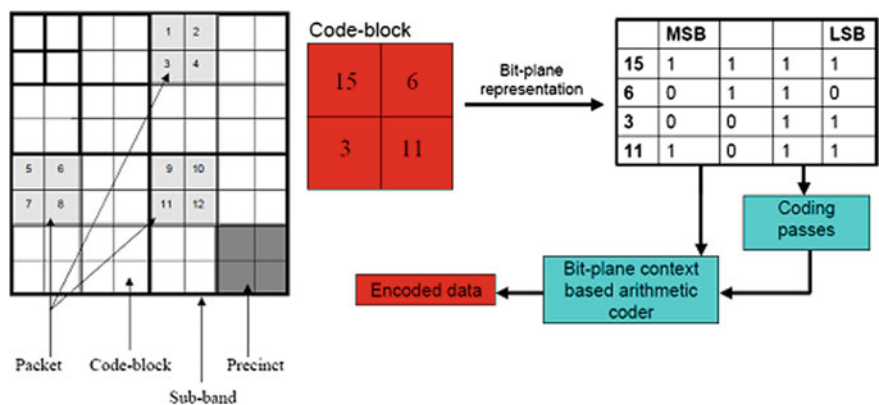 1 2
3 4
5 6
7 8
9 10
11 12
Packet
Code-block
Precinct
Sub-band
Code-block
15 6
3 11
Bit-plane
representation
MSB LSB
15 1 1 1 1
6 0 1 1 0
3 0 0 1 1
11 1 0 1 1
Coding
passes
Bit-plane context
based arithmetic
coder
Encoded data